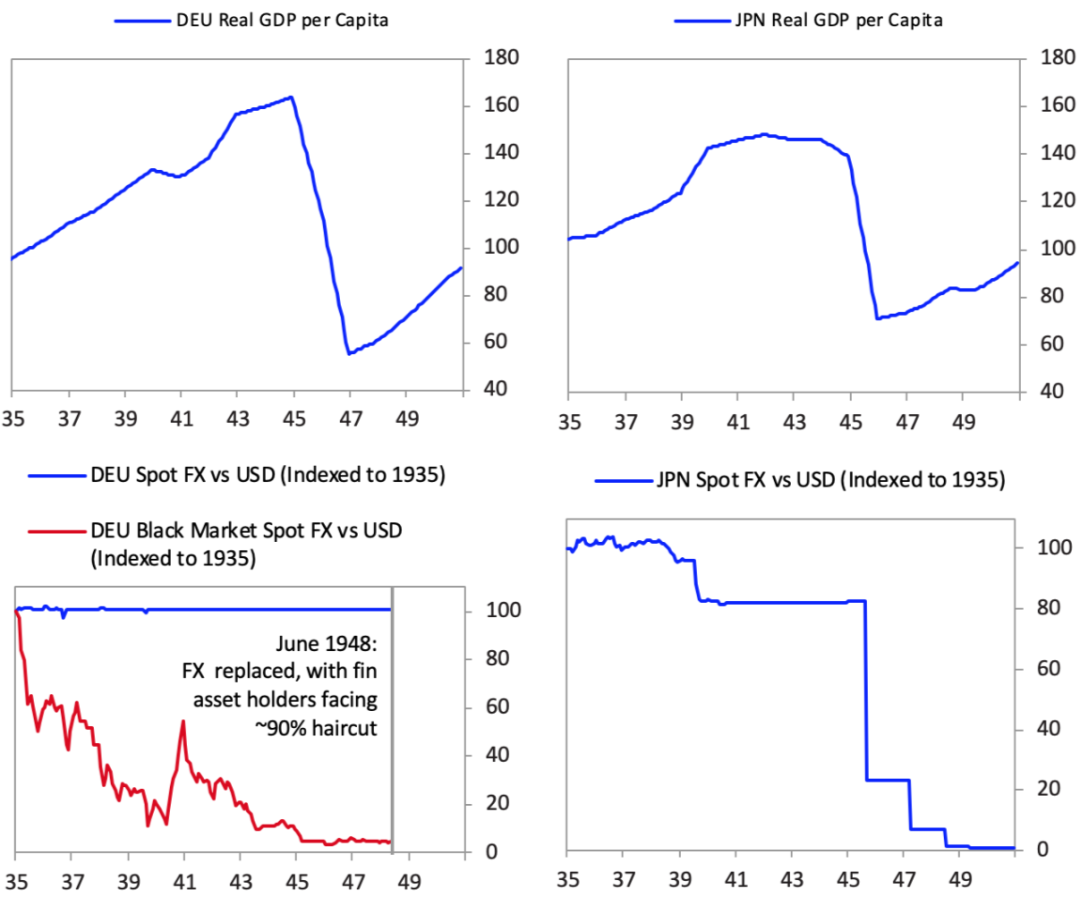 DEU Real GDP per Capita
180
160
140
120
100
80
60
40
35 37 39 41 43 45 47 49
JPN Real GDP per Capita
180
160
140
120
100
80
60
40
35 37 39 41 43 45 47 49
DEU Spot FX vs USD (Indexed to 1935)
DEU Black Market Spot FX vs USD
(Indexed to 1935)
June 1948:
FX replaced, with fin
asset holders facing
~90% haircut
100
80
60
40
20
0
35 37 39 41 43 45 47 49
JPN Spot FX vs USD (Indexed to 1935)
100
80
60
40
20
0
35 37 39 41 43 45 47 49